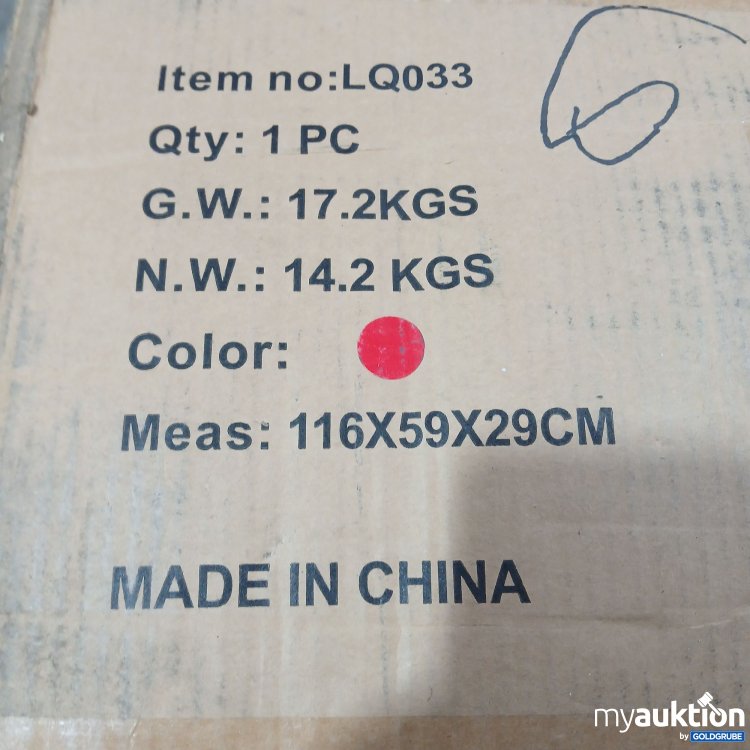 Item no:LQ033
6
Qty: 1 PC
G.W.: 17.2KGS
N.W.: 14.2 KGS
Color:
Meas: 116X59X29CM
MADE IN CHINA
myauktion
by GOLDGRUBE